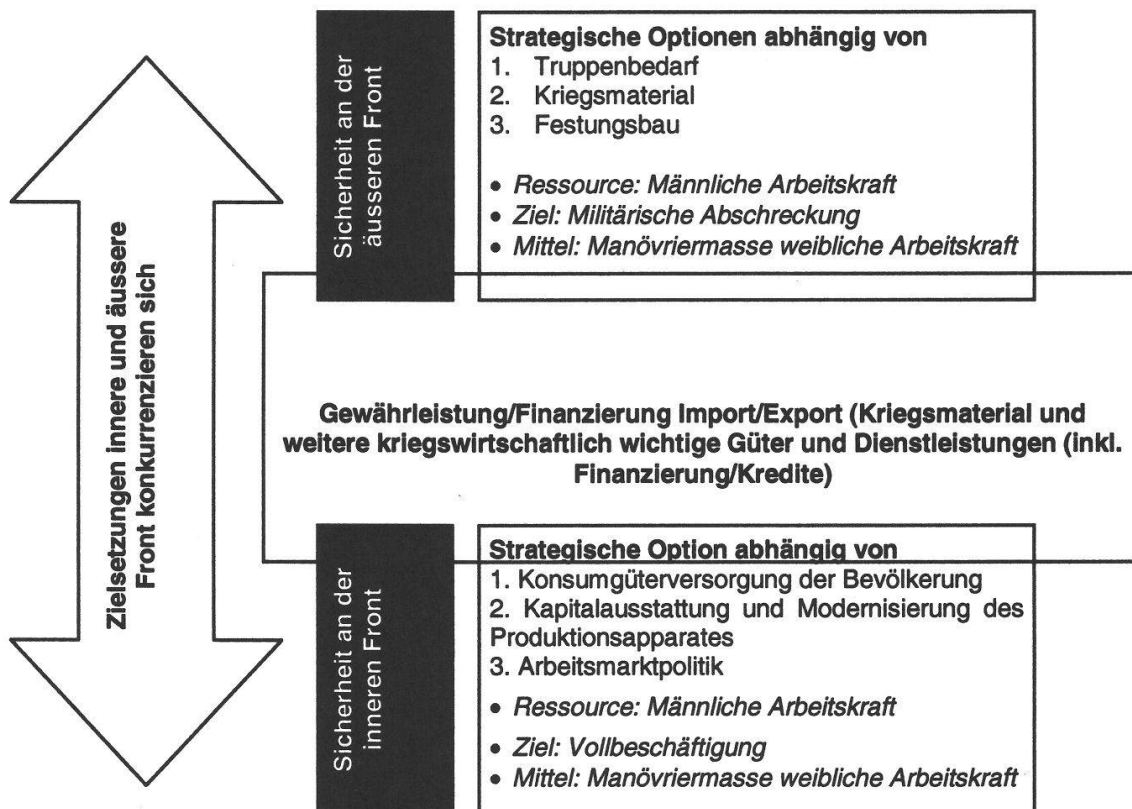 Zielsetzungen innere und äussere
Front konkurrenzieren sich
Sicherheit an der
äusseren Front
Strategische Optionen abhängig von
1. Truppenbedarf
2. Kriegsmaterial
3. Festungsbau
• Ressource: Männliche Arbeitskraft
• Ziel: Militärische Abschreckung
• Mittel: Manövriermasse weibliche Arbeitskraft
Gewährleistung/Finanzierung Import/Export (Kriegsmaterial und
weitere kriegswirtschaftlich wichtige Güter und Dienstleistungen (inkl.
Finanzierung/Kredite)
Sicherheit an der
inneren Front
Strategische Option abhängig von
1. Konsumgüterversorgung der Bevölkerung
2. Kapitalausstattung und Modernisierung des
Produktionsapparates
3. Arbeitsmarktpolitik
• Ressource: Männliche Arbeitskraft
• Ziel: Vollbeschäftigung
• Mittel: Manövriermasse weibliche Arbeitskraft